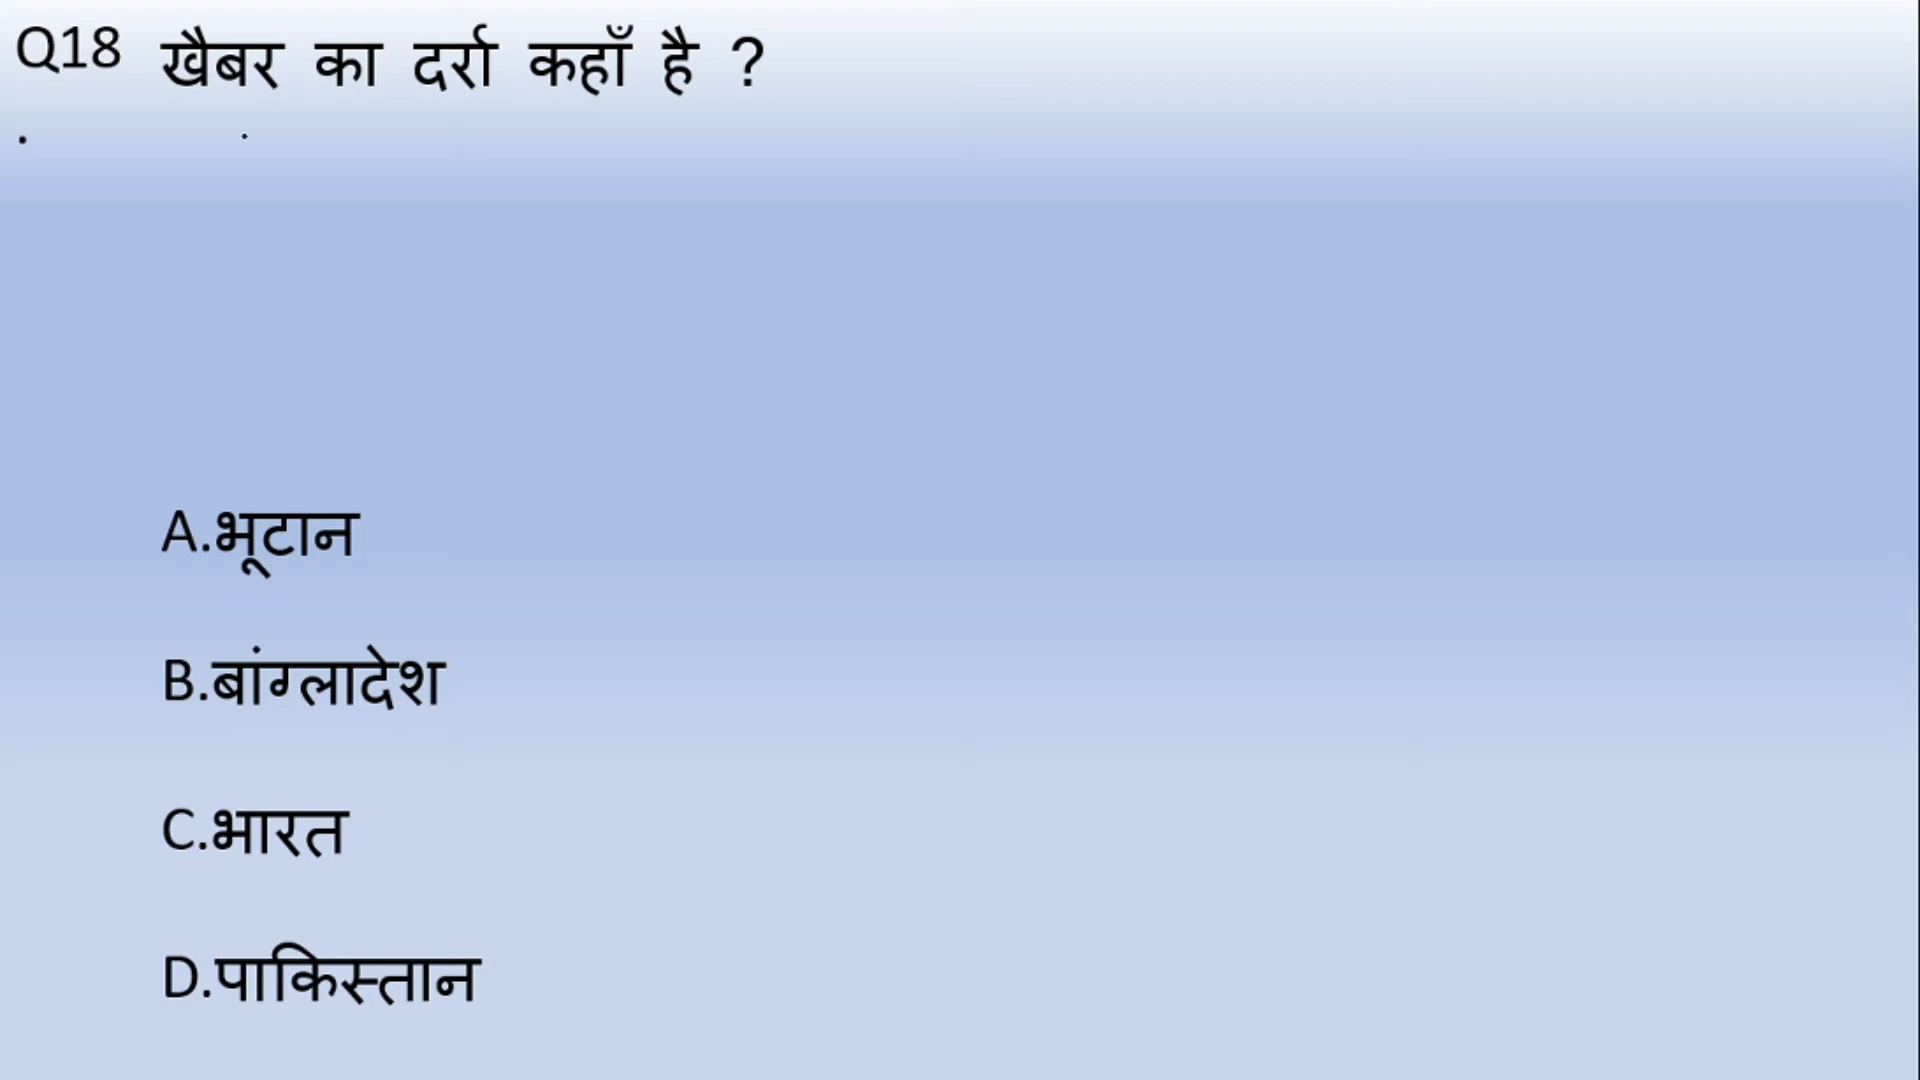 Q18 खैबर का दर्रा कहाँ है ?
.
A.भूटान
B.बांग्लादेश
C.भारत
D.पाकिस्तान